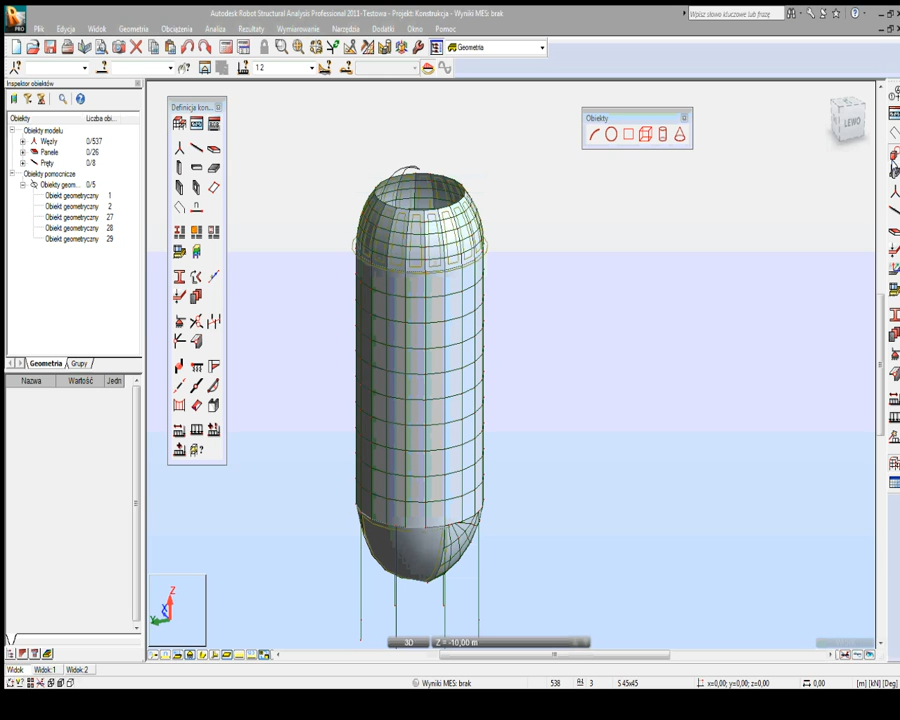 Autodesk Robot Structural Analysis Professional 2011-Testowa - Projekt: Konstrukcja - Wyniki MES: brak
Wpisz słowo kluczowe lub frazę
PRO
Plik Edycja Widok Geometria Obciążenia Analiza Rezultaty Wymiarowanie Narzędzia Dodatki Okno Pomoc
Geometria
1 2
Inspektor obiektów
Obiekty Liczba obi...
Obiekty modelu
Węzły 0/537
Panele 0/26
Pręty 0/8
Obiekty pomocnicze
Obiekty geom... 0/5
Obiekt geometryczny 1
Obiekt geometryczny 2
Obiekt geometryczny 27
Obiekt geometryczny 28
Obiekt geometryczny 29
Geometria Grupy
Nazwa Wartość Jedn
Definicja kon...
Obiekty
LEWO
Z
X
Y
3D Z = -10,00 m
Widok Widok:1 Widok:2
Wyniki MES: brak 538 3 S 45x45 x=0,00; y=0,00; z=0,00 0,00 [m] [kN] [Deg]